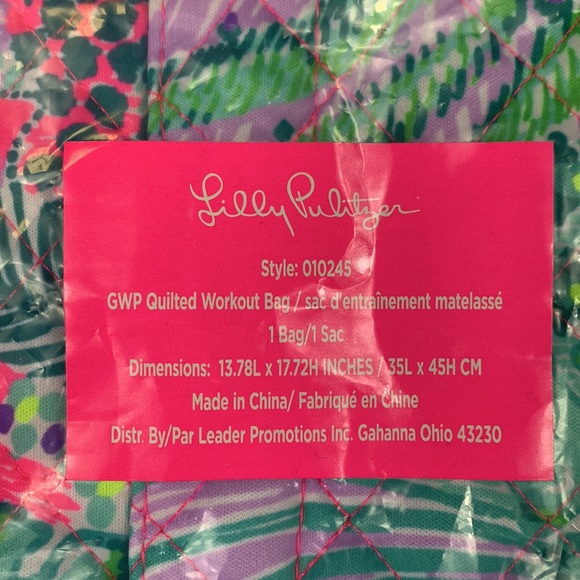 Lilly Pulitzer
Style: 010245
GWP Quilted Workout Bag / sac d'entraînement matelassé
1 Bag/1 Sac
Dimensions: 13.78L x 17.72H INCHES / 35L x 45H CM
Made in China/ Fabriqué en Chine
Distr. By/Par Leader Promotions Inc. Gahanna Ohio 43230